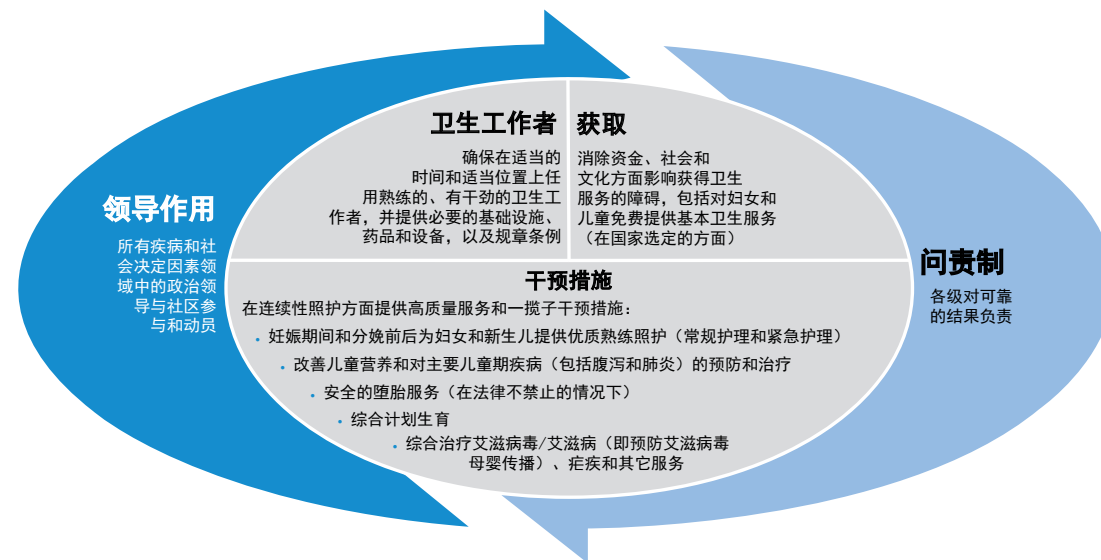 领导作用
所有疾病和社
会决定因素领
域中的政治领
导与社区参
与和动员
卫生工作者
确保在适当的
时间和适当位置上任
用熟练的、有干劲的卫生工
作者，并提供必要的基础设施、
药品和设备，以及规章条例
获取
消除资金、社会和
文化方面影响获得卫生
服务的障碍，包括对妇女和
儿童免费提供基本卫生服务
（在国家选定的方面）
干预措施
在连续性照护方面提供高质量服务和一揽子干预措施：
• 妊娠期间和分娩前后为妇女和新生儿提供优质熟练照护（常规护理和紧急护理）
• 改善儿童营养和对主要儿童期疾病（包括腹泻和肺炎）的预防和治疗
• 安全的堕胎服务（在法律不禁止的情况下）
• 综合计划生育
• 综合治疗艾滋病毒/艾滋病（即预防艾滋病毒
母婴传播）、疟疾和其它服务
问责制
各级对可靠
的结果负责